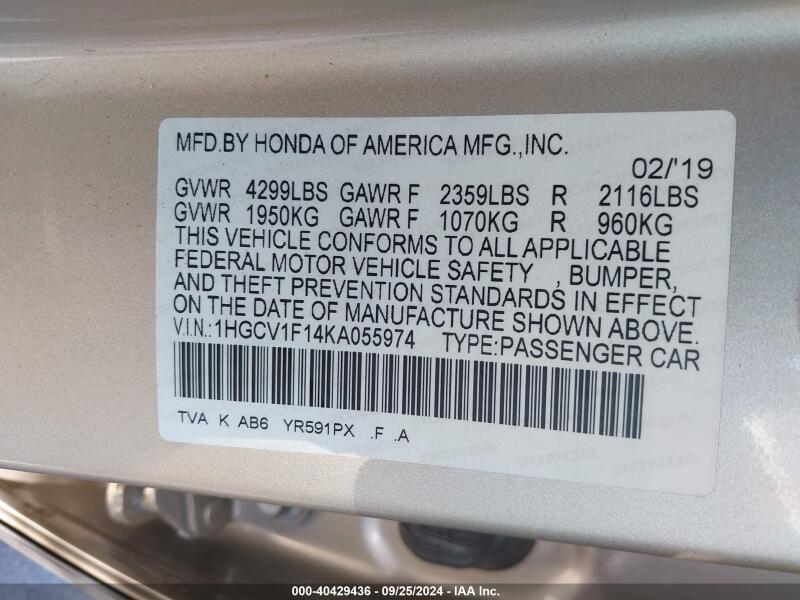 MFD.BY HONDA OF AMERICA MFG.,INC.
02/'19
GVWR 4299LBS GAWR F 2359LBS R 2116LBS
GVWR 1950KG GAWR F 1070KG R 960KG
THIS VEHICLE CONFORMS TO ALL APPLICABLE
FEDERAL MOTOR VEHICLE SAFETY , BUMPER,
AND THEFT PREVENTION STANDARDS IN EFFECT
ON THE DATE OF MANUFACTURE SHOWN ABOVE.
V.I.N.:1HGCV1F14KA055974 TYPE:PASSENGER CAR
TVA K AB6 YR591PX .F .A
000-40429436 - 09/25/2024 - IAA Inc.